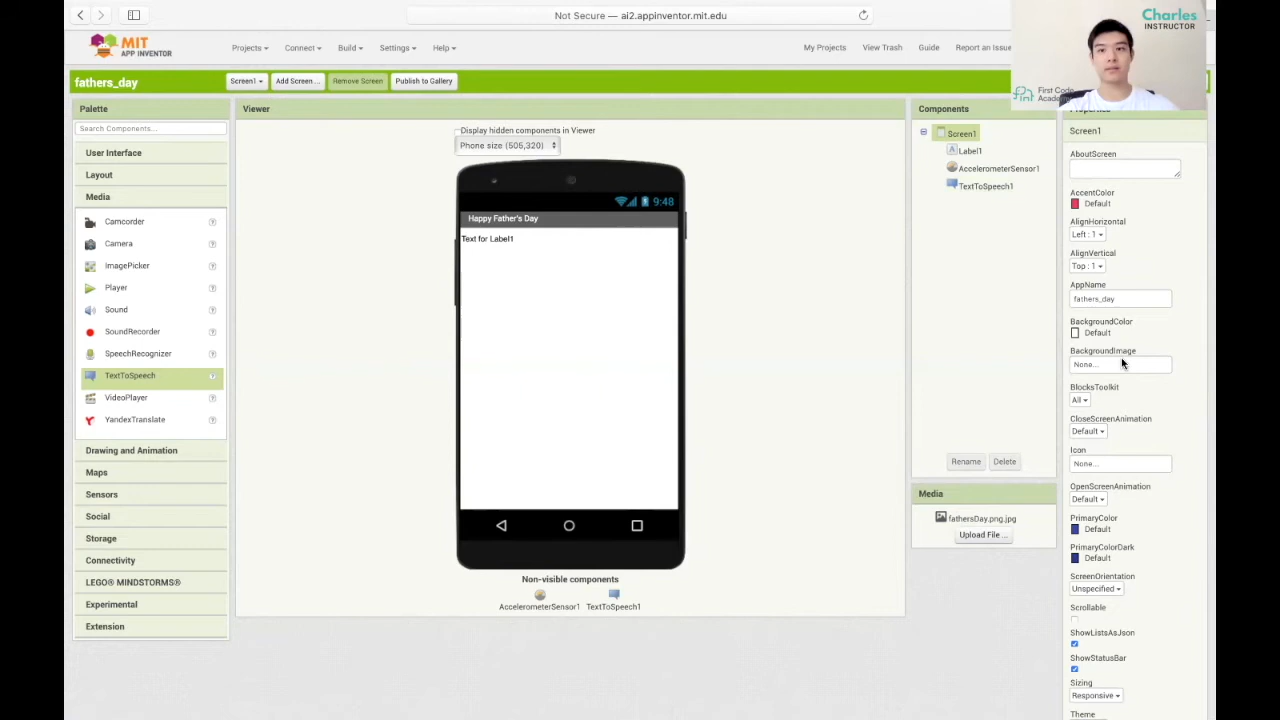 Not Secure — ai2.appinventor.mit.edu
Charles
INSTRUCTOR
MIT
APP INVENTOR
Projects
Connect
Build
Settings
Help
My Projects
View Trash
Guide
Report an Issue
First Code
fathers_day
Screen1
Add Screen ...
Remove Screen
Publish to Gallery
Palette
Search Components...
User Interface
Layout
Media
Camcorder
Camera
ImagePicker
Player
Sound
SoundRecorder
SpeechRecognizer
TextToSpeech
VideoPlayer
YandexTranslate
Drawing and Animation
Maps
Sensors
Social
Storage
Connectivity
LEGO® MINDSTORMS®
Experimental
Extension
Viewer
Display hidden components in Viewer
Phone size (505,320)
9:48
Happy Father's Day
Text for Label1
Non-visible components
AccelerometerSensor1
TextToSpeech1
Components
Screen1
Label1
AccelerometerSensor1
TextToSpeech1
Rename
Delete
Media
fathersDay.png.jpg
Upload File ...
Properties
Screen1
AboutScreen
AccentColor
Default
AlignHorizontal
Left : 1
AlignVertical
Top : 1
AppName
fathers_day
BackgroundColor
Default
BackgroundImage
None...
BlocksToolkit
All
CloseScreenAnimation
Default
Icon
None...
OpenScreenAnimation
Default
PrimaryColor
Default
PrimaryColorDark
Default
ScreenOrientation
Unspecified
Scrollable
ShowListsAsJson
ShowStatusBar
Sizing
Responsive
Theme